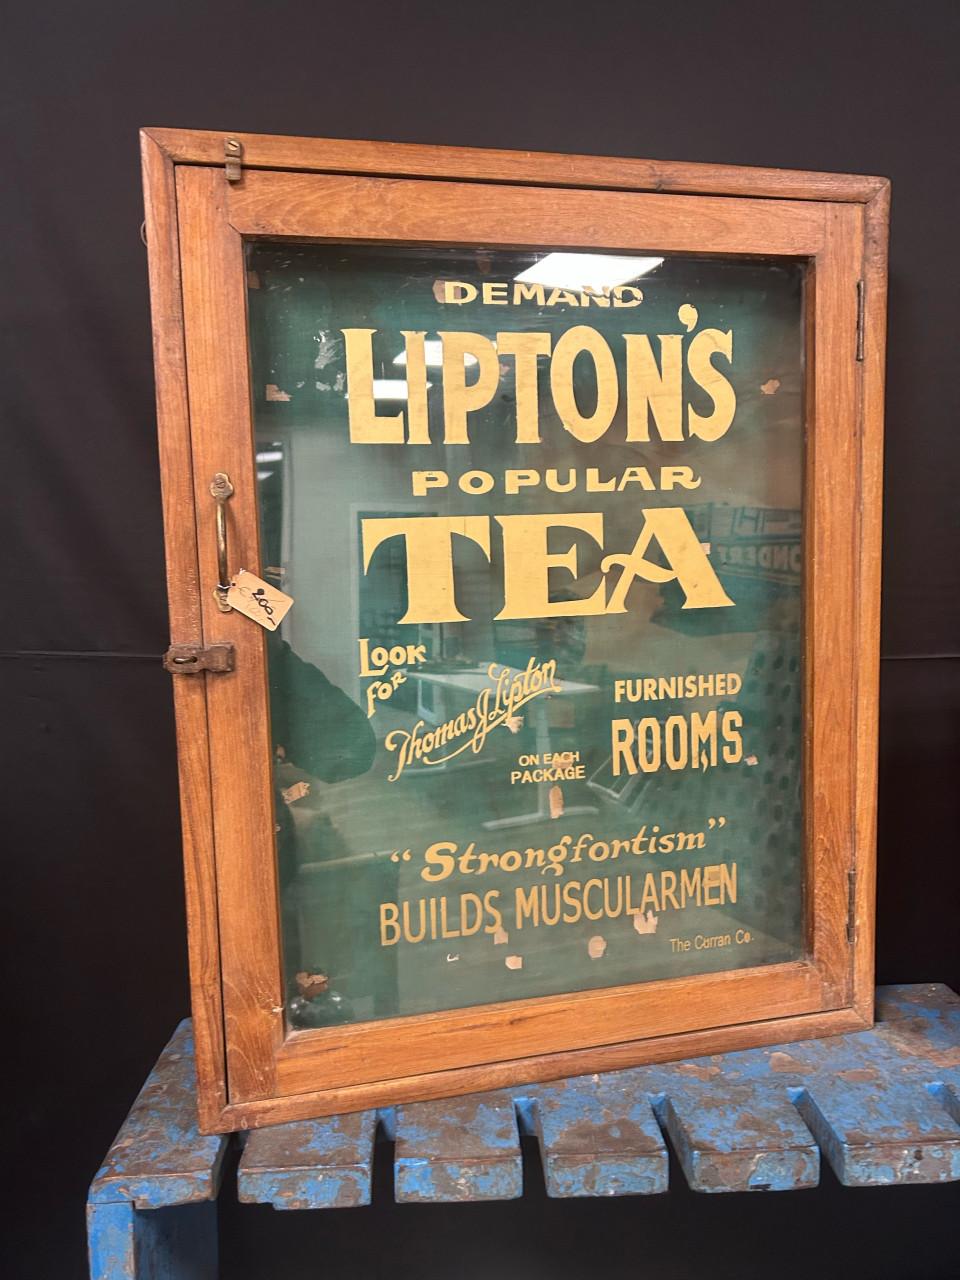 DEMAND
LIPTON'S
POPULAR
TEA
LOOK
FOR
Thomas J Lipton
ON EACH
PACKAGE
FURNISHED
ROOMS
"Strongfortism"
BUILDS MUSCULARMEN
The Curran Co.